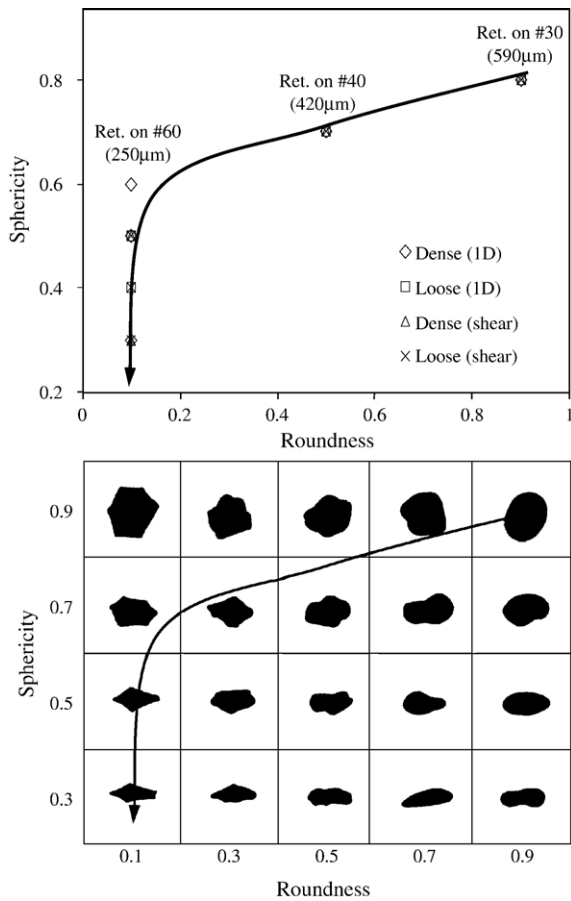 Ret. on #30
(590μm)
0.8
Ret. on #40
(420μm)
Ret. on #60
(250μm)
Sphericity
0.6
Dense (1D)
0.4
Loose (1D)
Dense (shear)
Loose (shear)
0.2
0 0.2 0.4 0.6 0.8 1
Roundness
0.9
0.7
Sphericity
0.5
0.3
0.1 0.3 0.5 0.7 0.9
Roundness